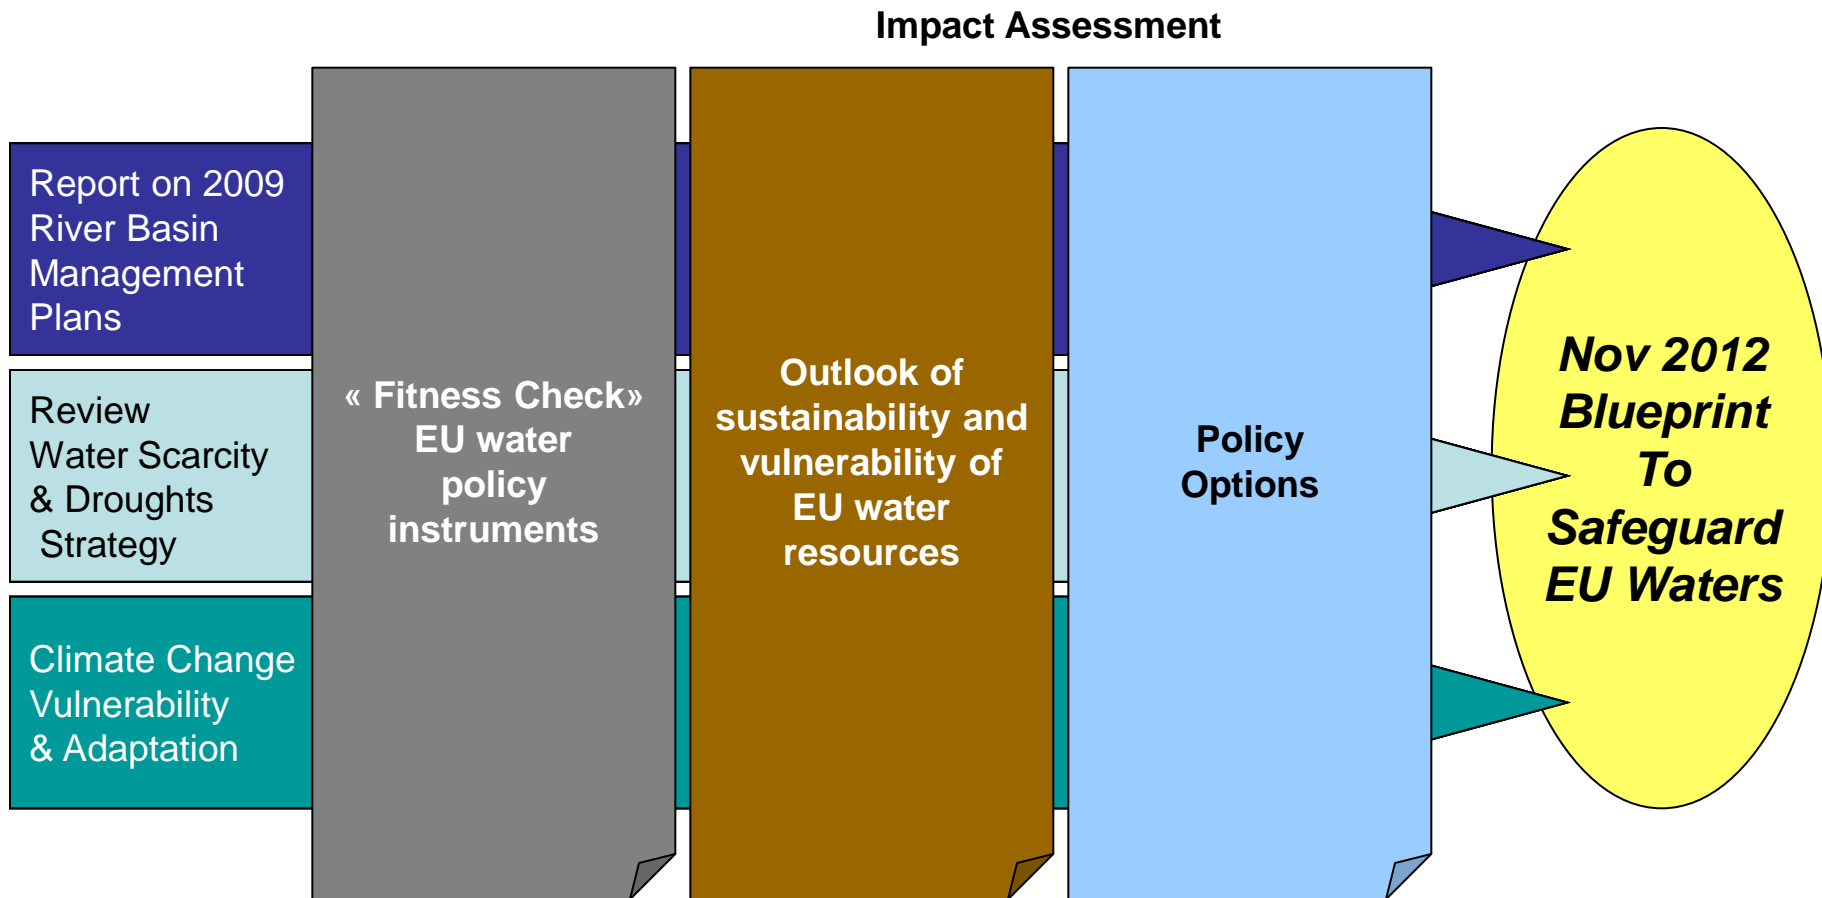 Impact Assessment
Report on 2009
River Basin
Management
Plans
Review
Water Scarcity
& Droughts
Strategy
Climate Change
Vulnerability
& Adaptation
« Fitness Check»
EU water
policy
instruments
Outlook of
sustainability and
vulnerability of
EU water
resources
Policy
Options
Nov 2012
Blueprint
To
Safeguard
EU Waters